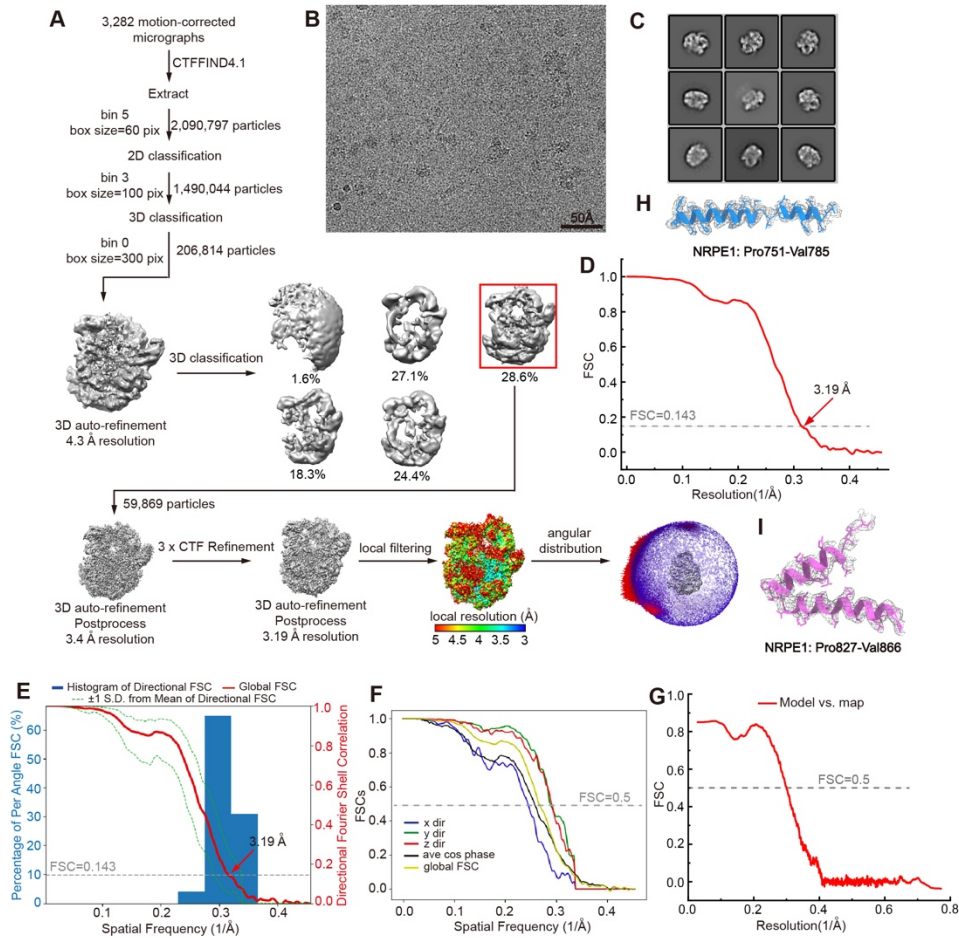 A
3,282 motion-corrected
micrographs
CTFFIND4.1
Extract
bin 5
box size=60 pix
2,090,797 particles
2D classification
bin 3
box size=100 pix
1,490,044 particles
3D classification
bin 0
box size=300 pix
206,814 particles
3D auto-refinement
4.3 Å resolution
3D classification
1.6%
27.1%
28.6%
18.3%
24.4%
59,869 particles
3D auto-refinement
Postprocess
3.4 Å resolution
3 x CTF Refinement
3D auto-refinement
Postprocess
3.19 Å resolution
local filtering
local resolution (Å)
5 4.5 4 3.5 3
angular
distribution
B
50Å
C
H
NRPE1: Pro751-Val785
D
FSC
1.0
0.8
0.6
0.4
0.2
0.0
3.19 Å
FSC=0.143
0.0 0.1 0.2 0.3 0.4
Resolution(1/Å)
I
NRPE1: Pro827-Val866
E
Histogram of Directional FSC
Global FSC
±1 S.D. from Mean of Directional FSC
Percentage of Per Angle FSC (%)
60
50
40
30
20
10
0
Directional Fourier Shell Correlation
1.0
0.8
0.6
0.4
0.2
0.0
3.19 Å
FSC=0.143
0.1 0.2 0.3 0.4
Spatial Frequency (1/Å)
F
FSCs
1.0
0.8
0.6
0.4
0.2
0.0
FSC=0.5
x dir
y dir
z dir
ave cos phase
global FSC
0.0 0.1 0.2 0.3 0.4
Spatial Frequency (1/Å)
G
Model vs. map
FSC
1.0
0.8
0.6
0.4
0.2
0.0
FSC=0.5
0.0 0.2 0.4 0.6 0.8
Resolution(1/Å)